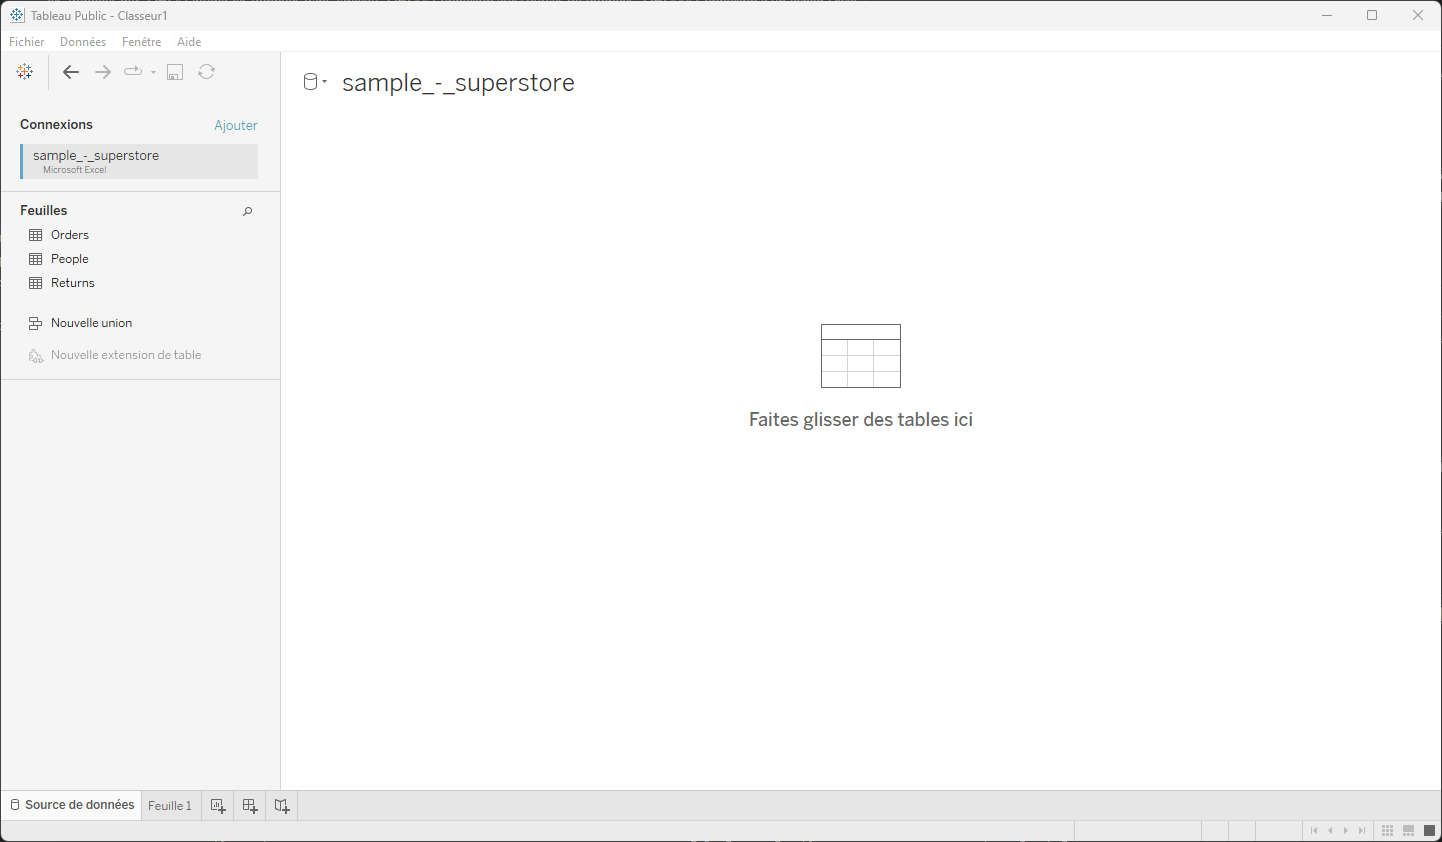 Tableau Public - Classeur1
Fichier Données Fenêtre Aide
sample_-_superstore
Connexions Ajouter
sample_-_superstore
Microsoft Excel
Feuilles
Orders
People
Returns
Nouvelle union
Nouvelle extension de table
Faites glisser des tables ici
Source de données Feuille 1